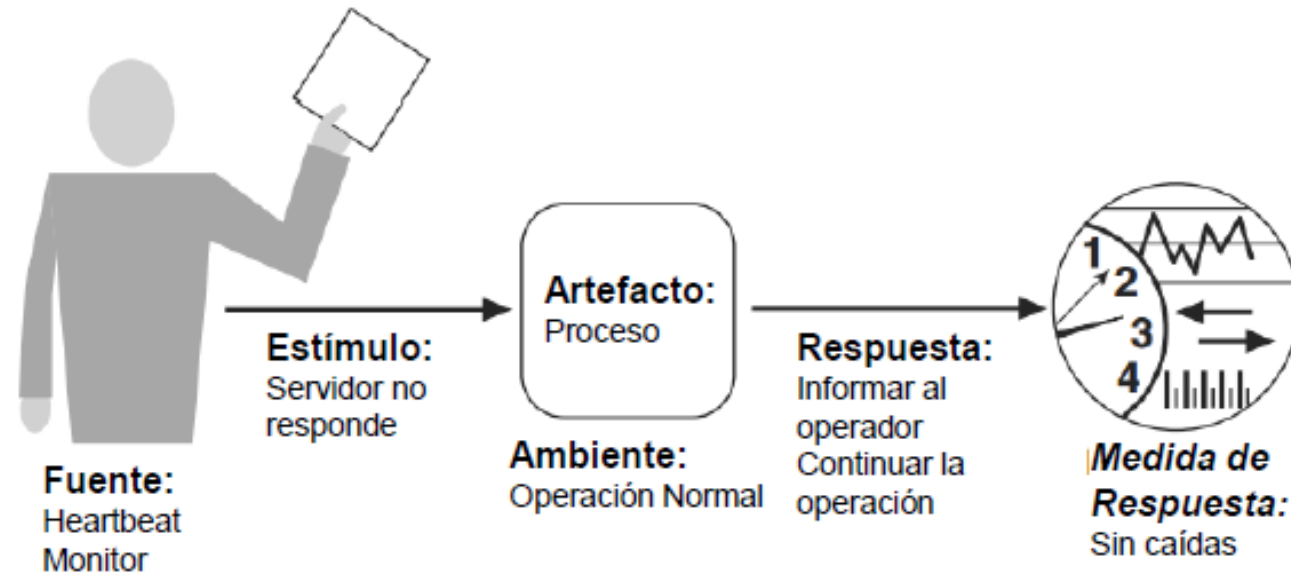 Fuente:
Heartbeat
Monitor
Estímulo:
Servidor no
responde
Artefacto:
Proceso
Ambiente:
Operación Normal
Respuesta:
Informar al
operador
Continuar la
operación
1
2
3
4
Medida de
Respuesta:
Sin caídas